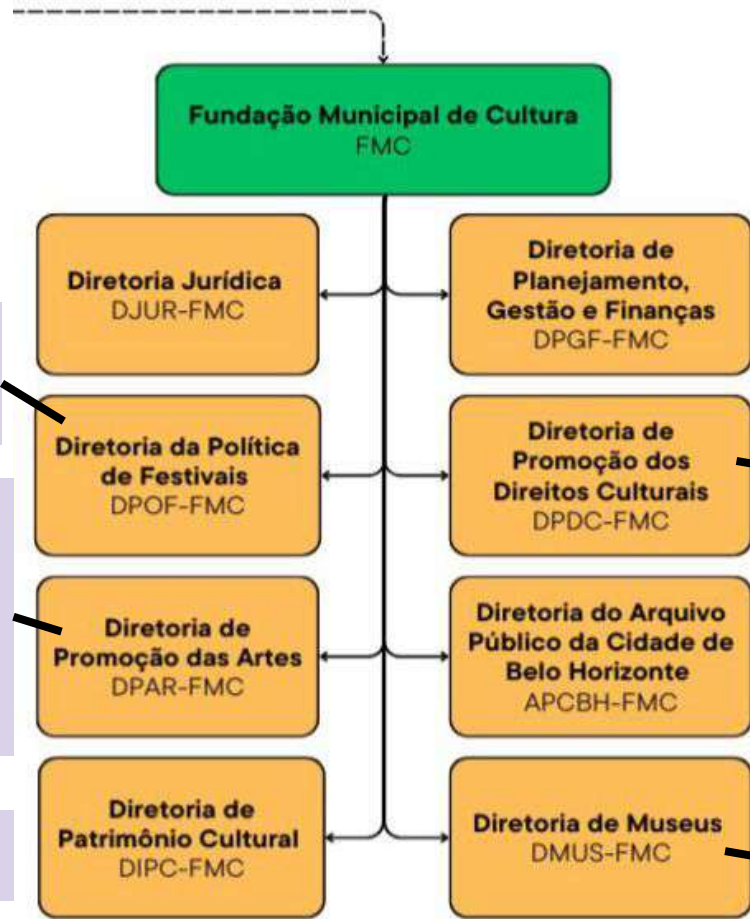 Fundação Municipal de Cultura
FMC
Diretoria Jurídica
DJUR-FMC
Diretoria de
Planejamento,
Gestão e Finanças
DPGF-FMC
Diretoria da Política
de Festivais
DPOF-FMC
Diretoria de
Promoção dos
Direitos Culturais
DPDC-FMC
Diretoria de
Promoção das Artes
DPAR-FMC
Diretoria do Arquivo
Público da Cidade de
Belo Horizonte
APCBH-FMC
Diretoria de
Patrimônio Cultural
DIPC-FMC
Diretoria de Museus
DMUS-FMC